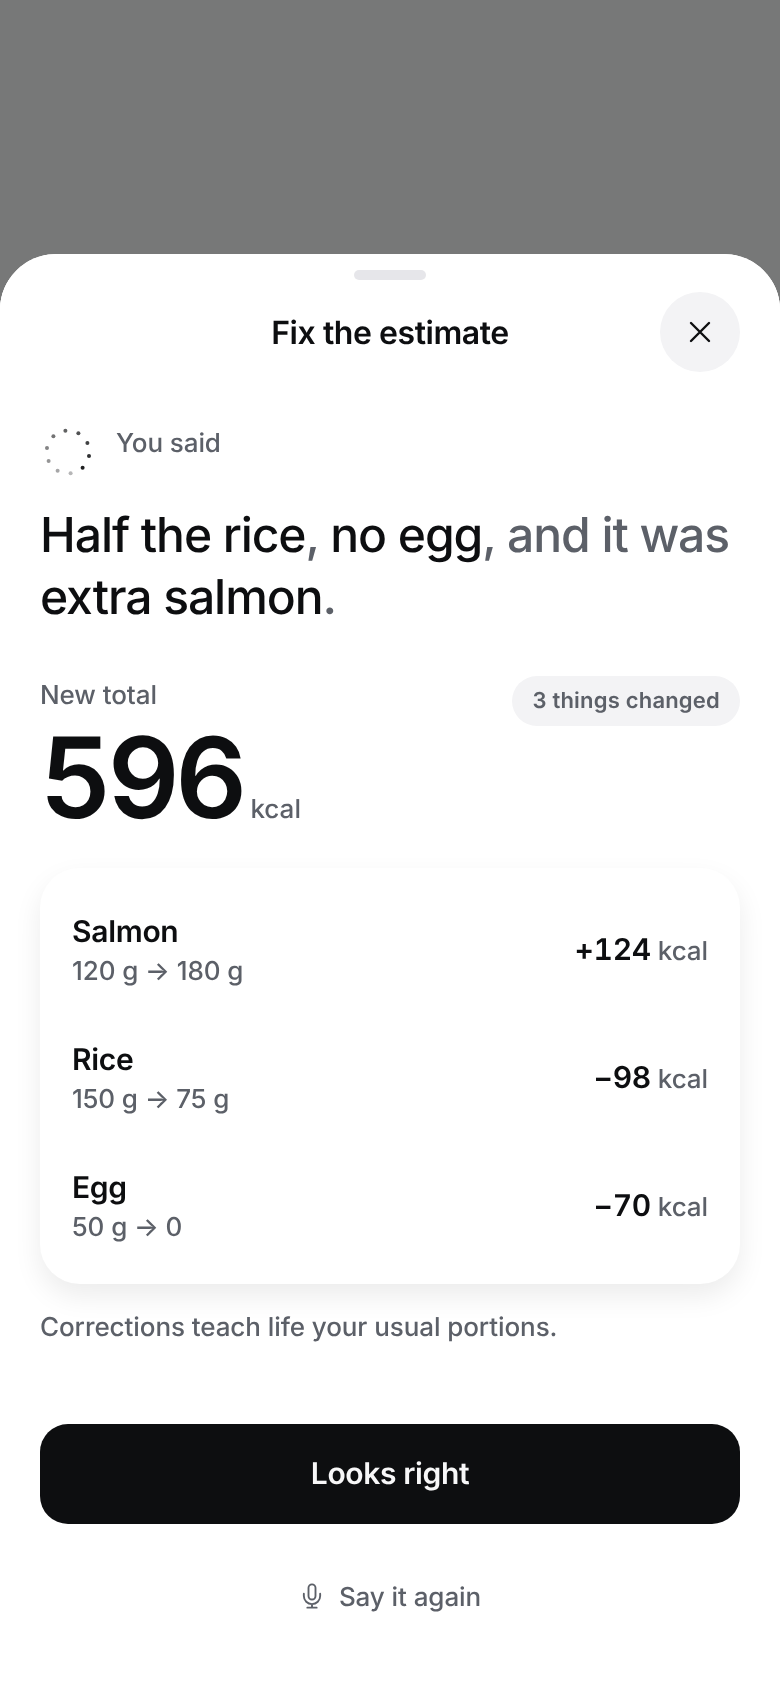 Fix the estimate
You said
Half the rice, no egg, and it was
extra salmon.
New total
3 things changed
596 kcal
Salmon
120 g → 180 g
+124 kcal
Rice
150 g → 75 g
−98 kcal
Egg
50 g → 0
−70 kcal
Corrections teach life your usual portions.
Looks right
Say it again